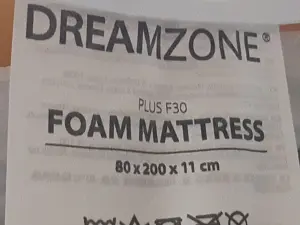 DREAMZONE®
PLUS F30
FOAM MATTRESS
80 x 200 x 11 cm